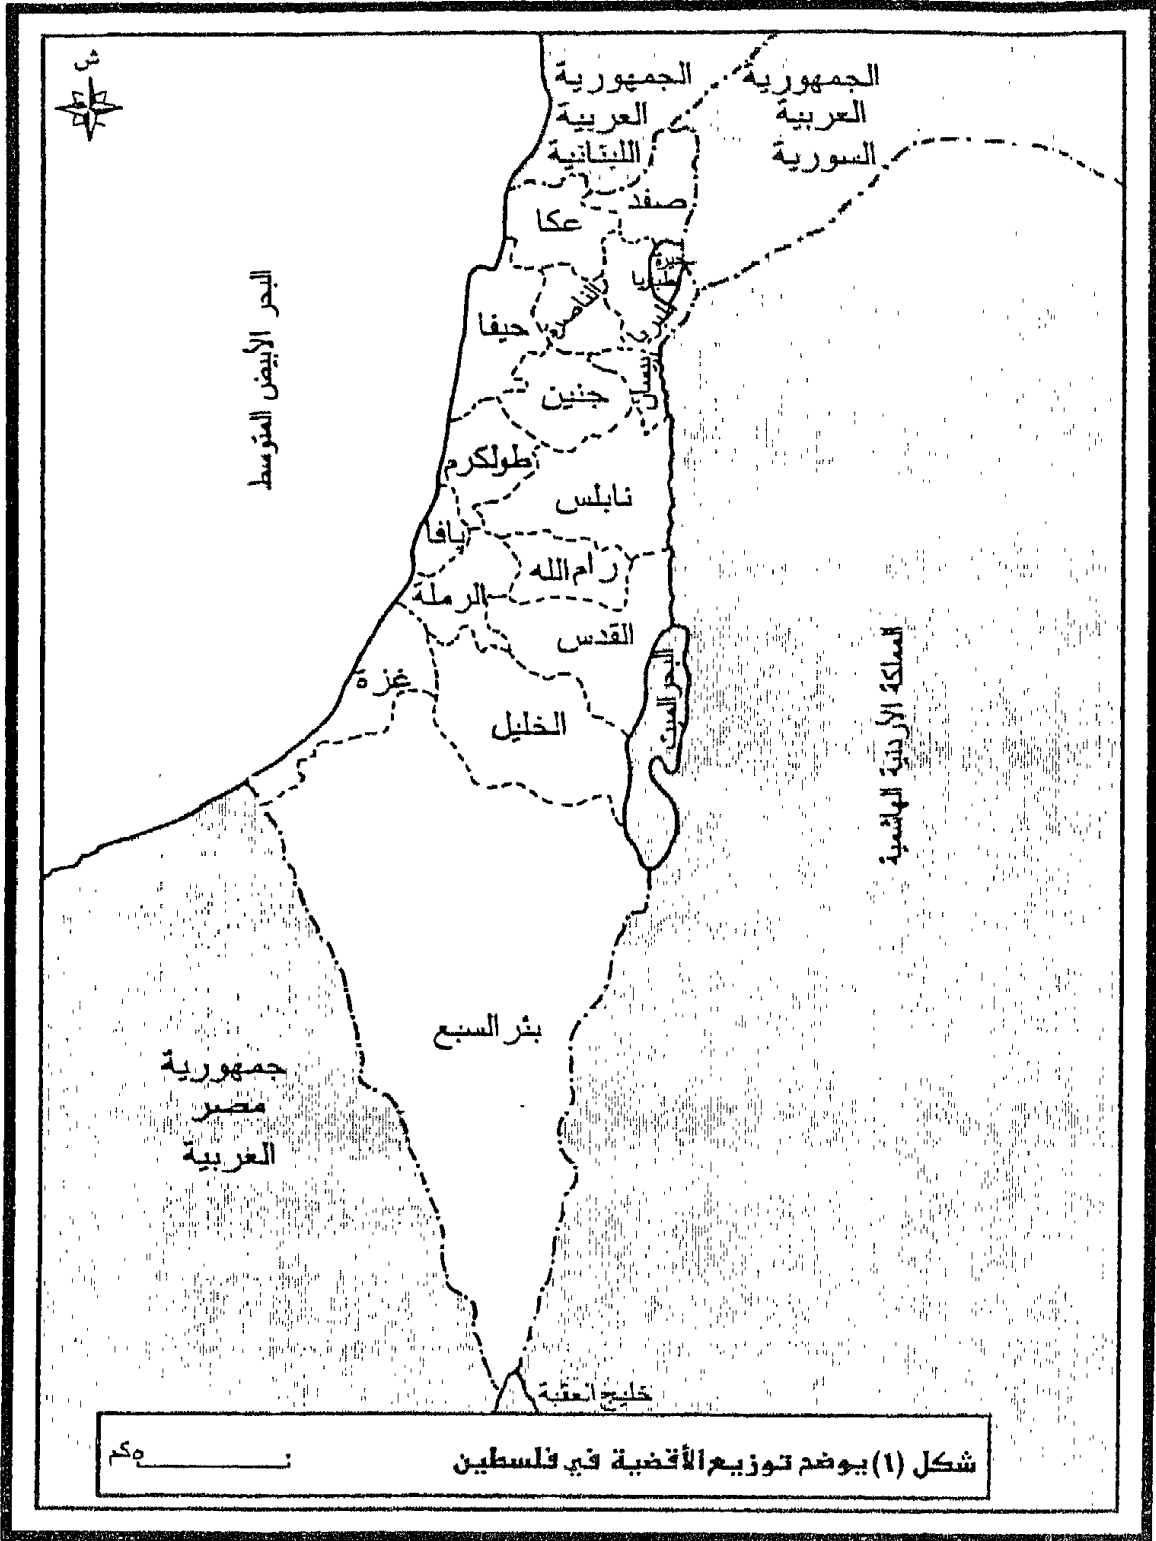 ش
الجمهورية
العربية
اللبنانية
الجمهورية
العربية
السورية
صفد
عكا
بحيرة
طبريا
الناصرة
حيفا
بيسان
جنين
البحر الأبيض المتوسط
طولكرم
نابلس
يافا
رام الله
الرملة
القدس
البحر الميت
غزة
الخليل
المملكة الأردنية الهاشمية
بئر السبع
جمهورية
مصر
العربية
خليج العقبة
شكل (١) يوضح توزيع الأقضية في فلسطين
كم